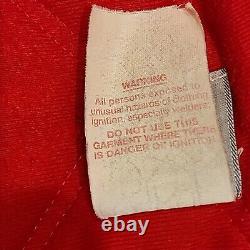 WARNING
All persons exposed to
unusual hazards of clothing
ignition, especially welders.
DO NOT USE THIS
GARMENT WHERE THERE
IS DANGER OF IGNITION